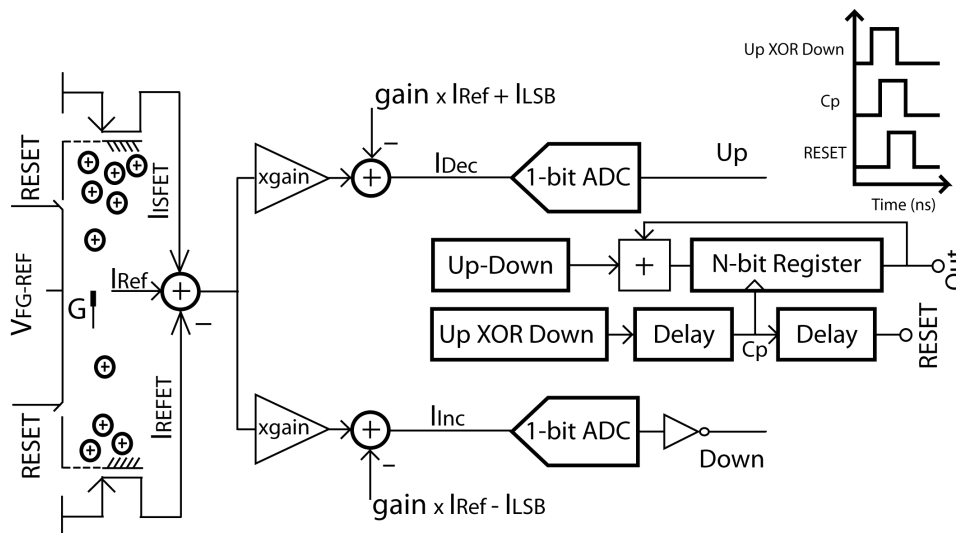 Up XOR Down
Cp
RESET
Time (ns)
gain x IRef + ILSB
RESET
IISFET
xgain
+
−
IDec
1-bit ADC
Up
VFG-REF
G
IRef
+
−
Up-Down
+
N-bit Register
Out
Up XOR Down
Delay
Cp
Delay
RESET
RESET
IREFET
xgain
+
−
IInc
1-bit ADC
Down
gain x IRef - ILSB